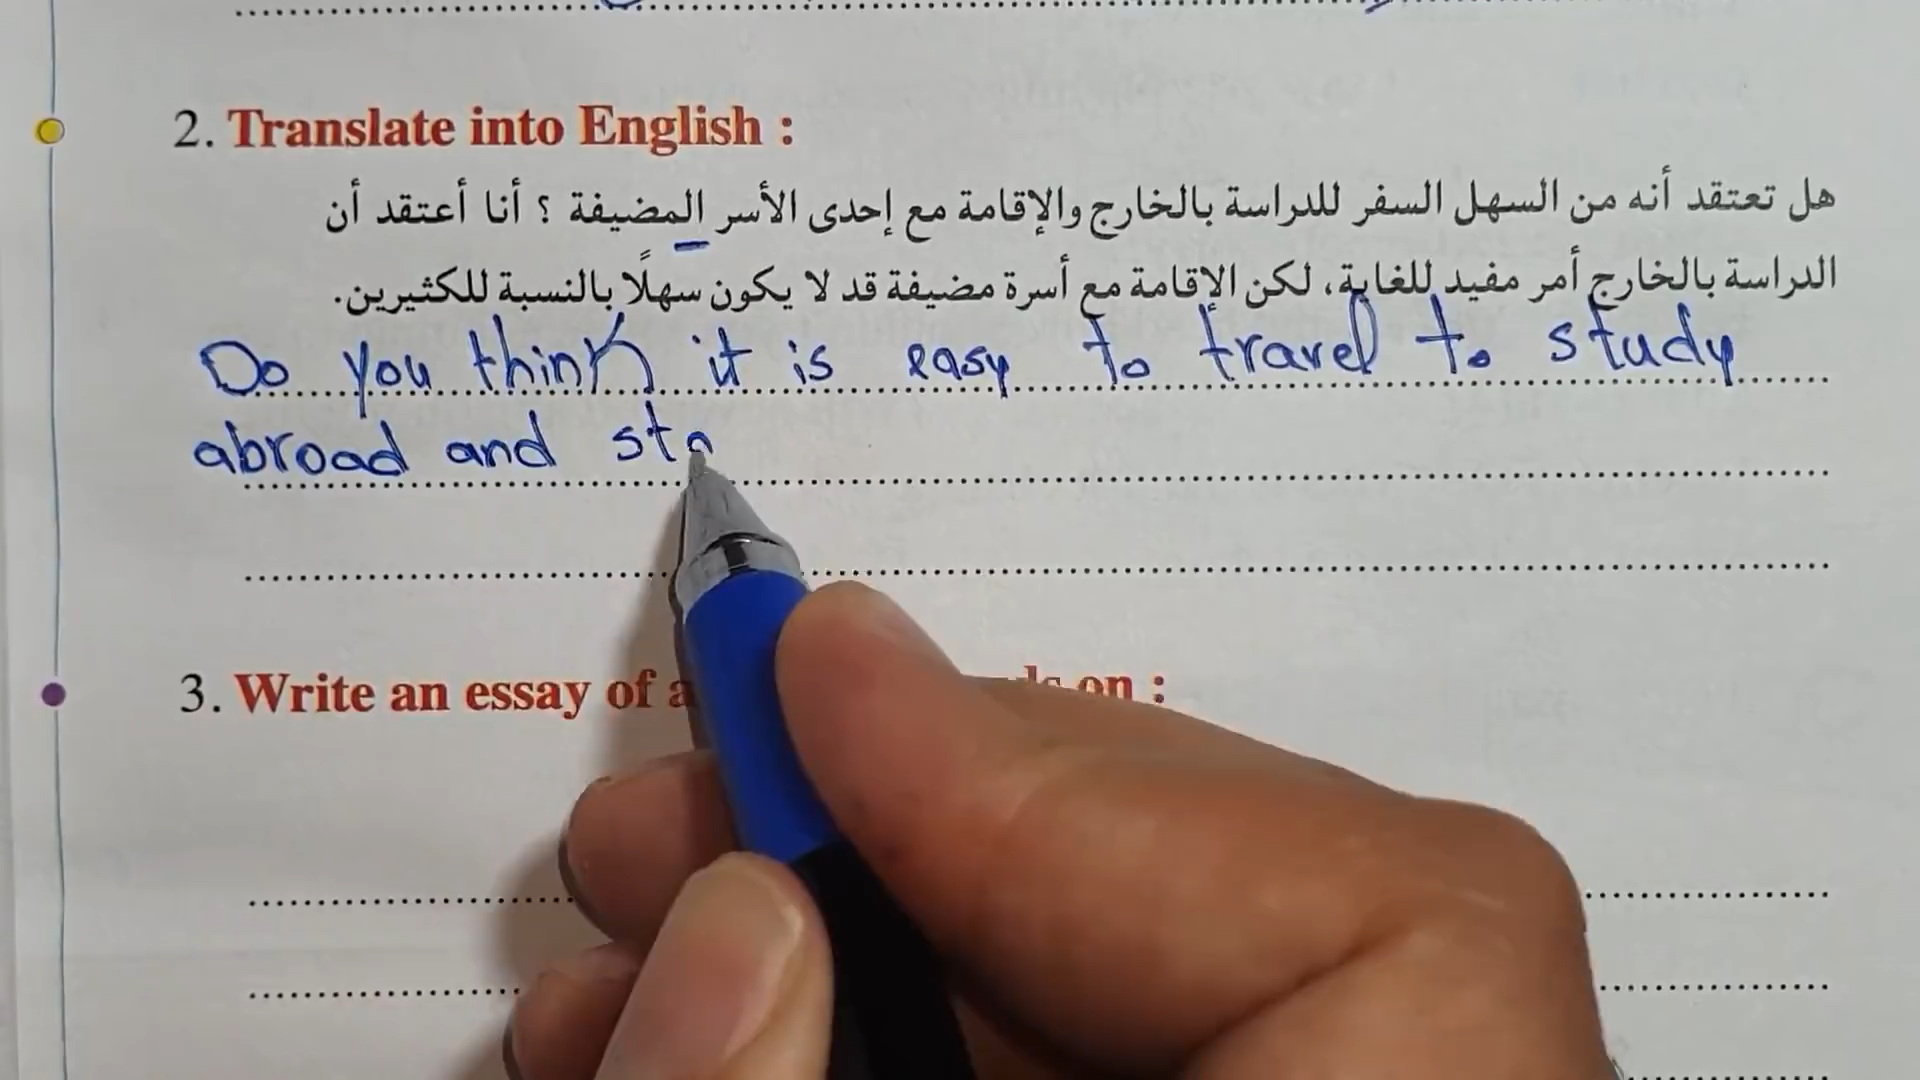 2. Translate into English :
هل تعتقد أنه من السهل السفر للدراسة بالخارج والإقامة مع إحدى الأسر المضيفة ؟ أنا أعتقد أن
الدراسة بالخارج أمر مفيد للغاية، لكن الإقامة مع أسرة مضيفة قد لا يكون سهلًا بالنسبة للكثيرين.
Do you think it is easy to travel to study
abroad and sta
3. Write an essay of a on :